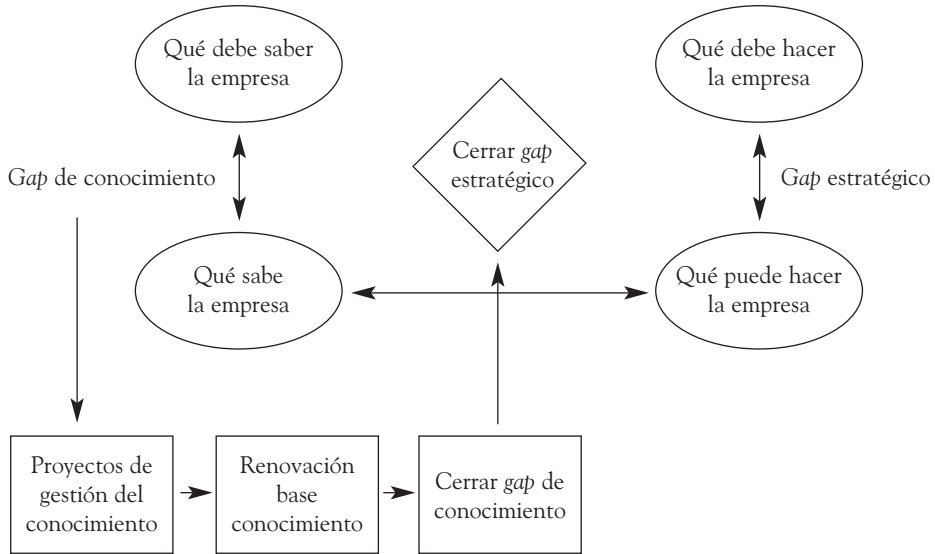 Qué debe saber
la empresa
Qué debe hacer
la empresa
Cerrar gap
estratégico
Gap de conocimiento
Gap estratégico
Qué sabe
la empresa
Qué puede hacer
la empresa
Proyectos de
gestión del
conocimiento
Renovación
base
conocimiento
Cerrar gap de
conocimiento